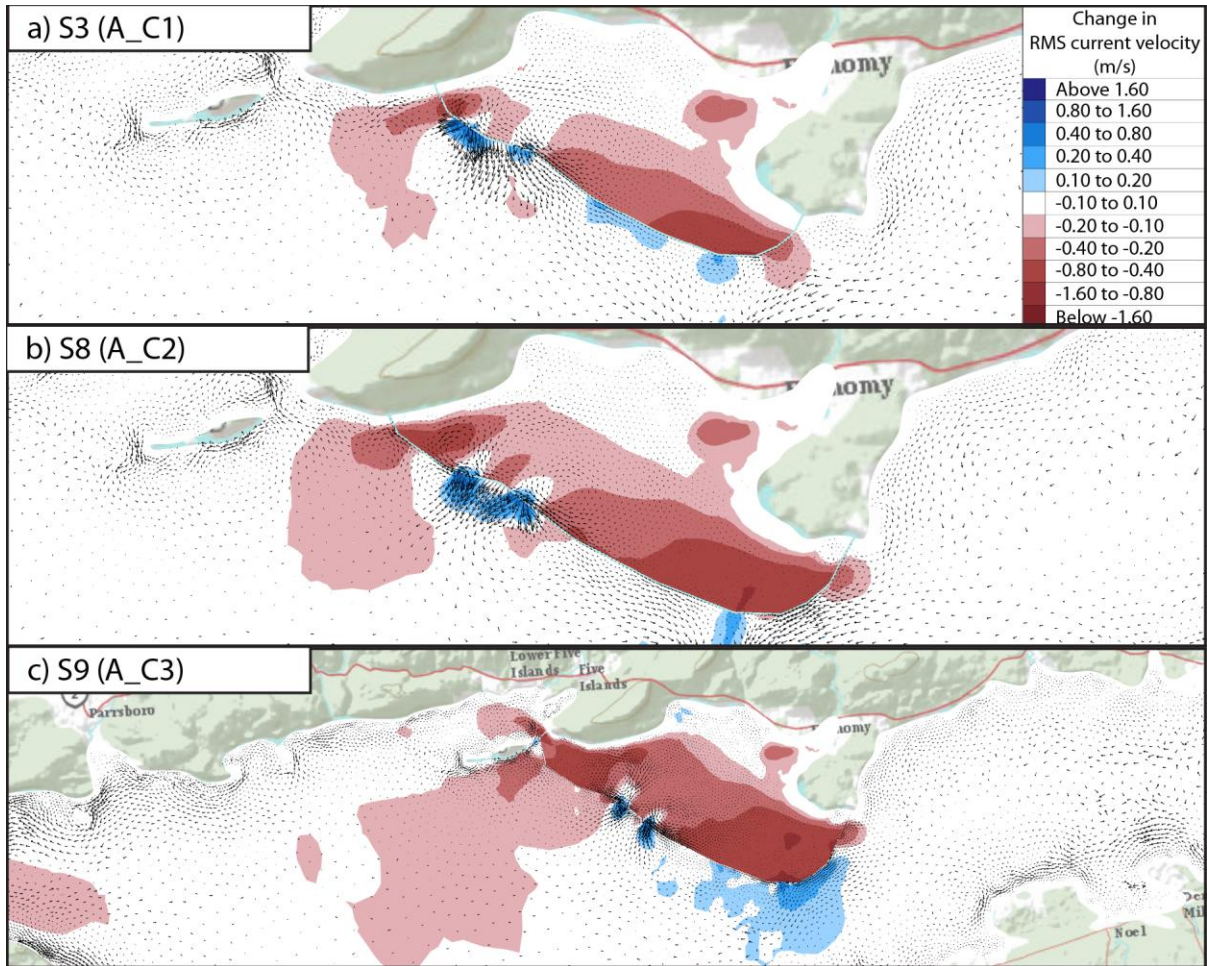 a) S3 (A_C1)
Change in
RMS current velocity
(m/s)
Above 1.60
0.80 to 1.60
0.40 to 0.80
0.20 to 0.40
0.10 to 0.20
-0.10 to 0.10
-0.20 to -0.10
-0.40 to -0.20
-0.80 to -0.40
-1.60 to -0.80
Below -1.60
b) S8 (A_C2)
c) S9 (A_C3)
Lower Five
Islands
Five
Islands
2
Parrsboro
Noel